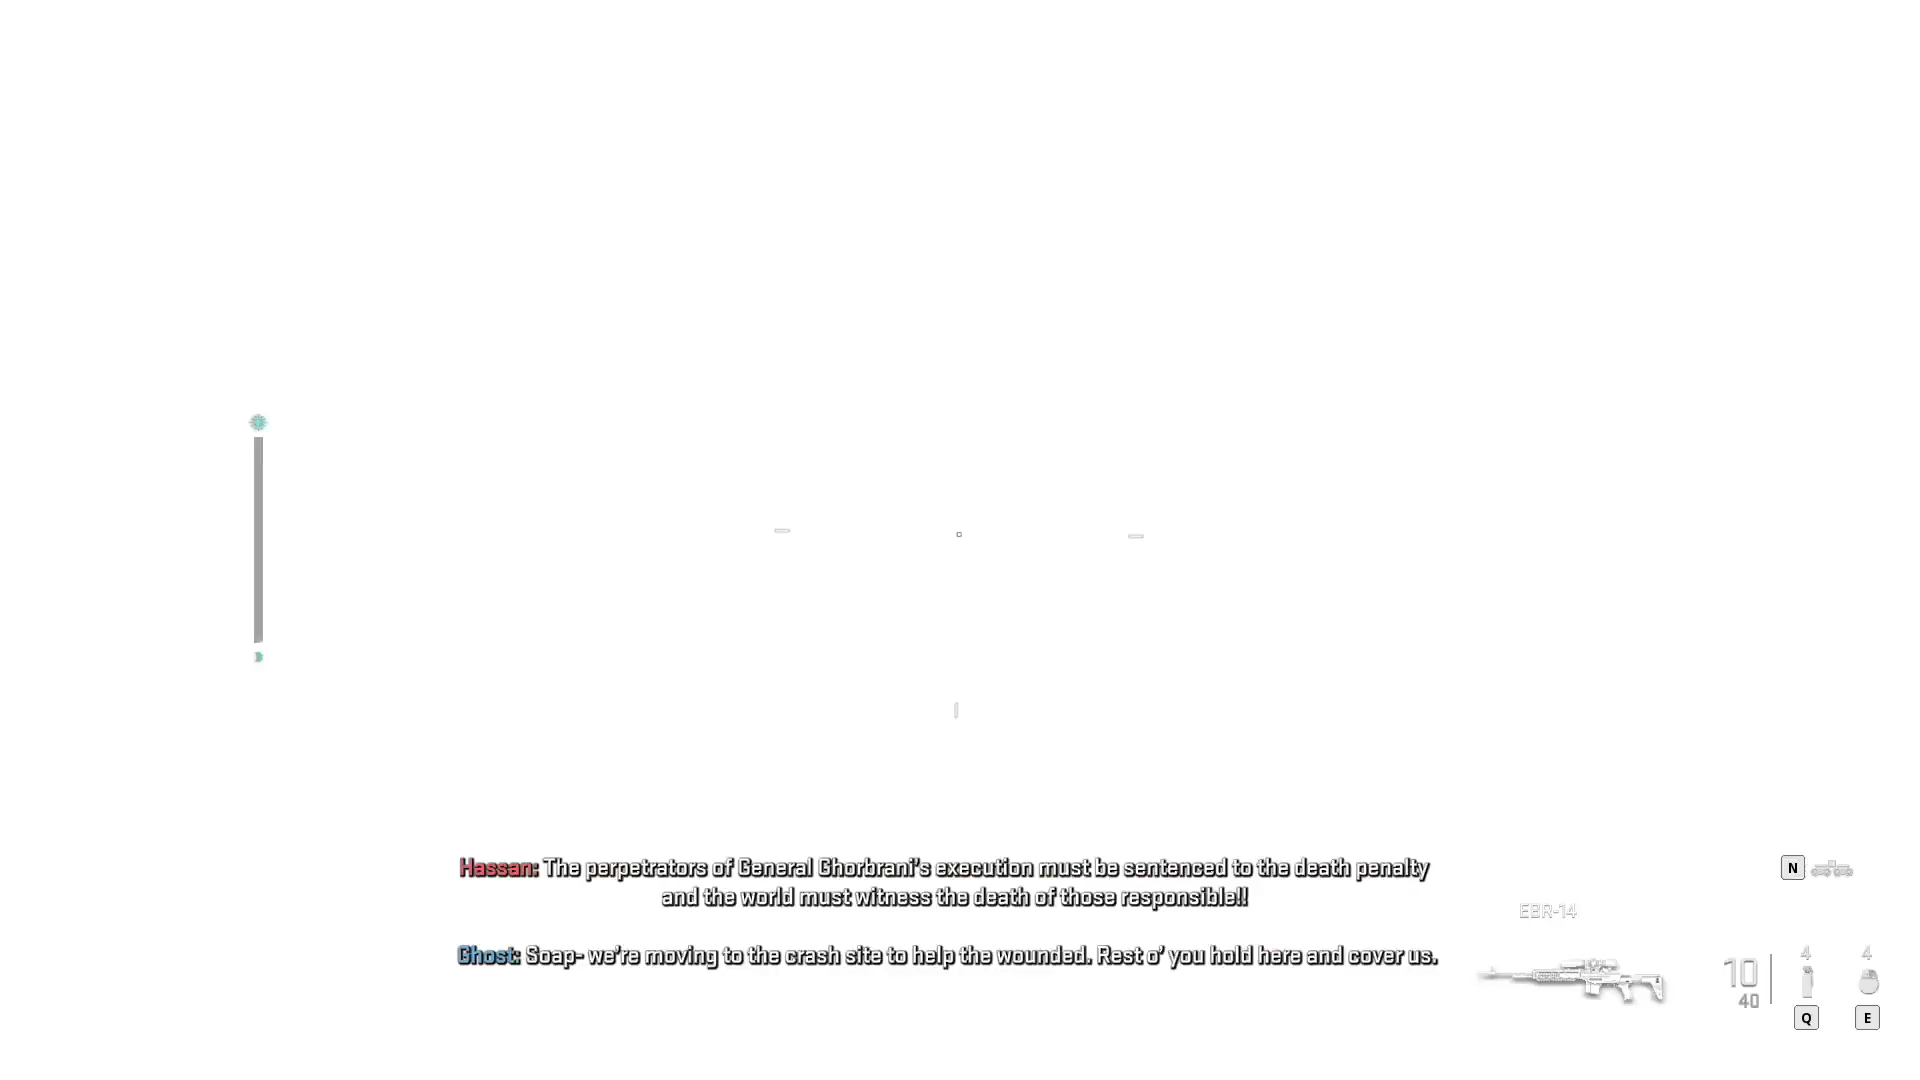 Hassan: The perpetrators of General Ghorbrani's execution must be sentenced to the death penalty
and the world must witness the death of those responsible!!
N
EBR-14
Ghost: Soap- we're moving to the crash site to help the wounded. Rest o' you hold here and cover us.
10
40
4
4
Q
E